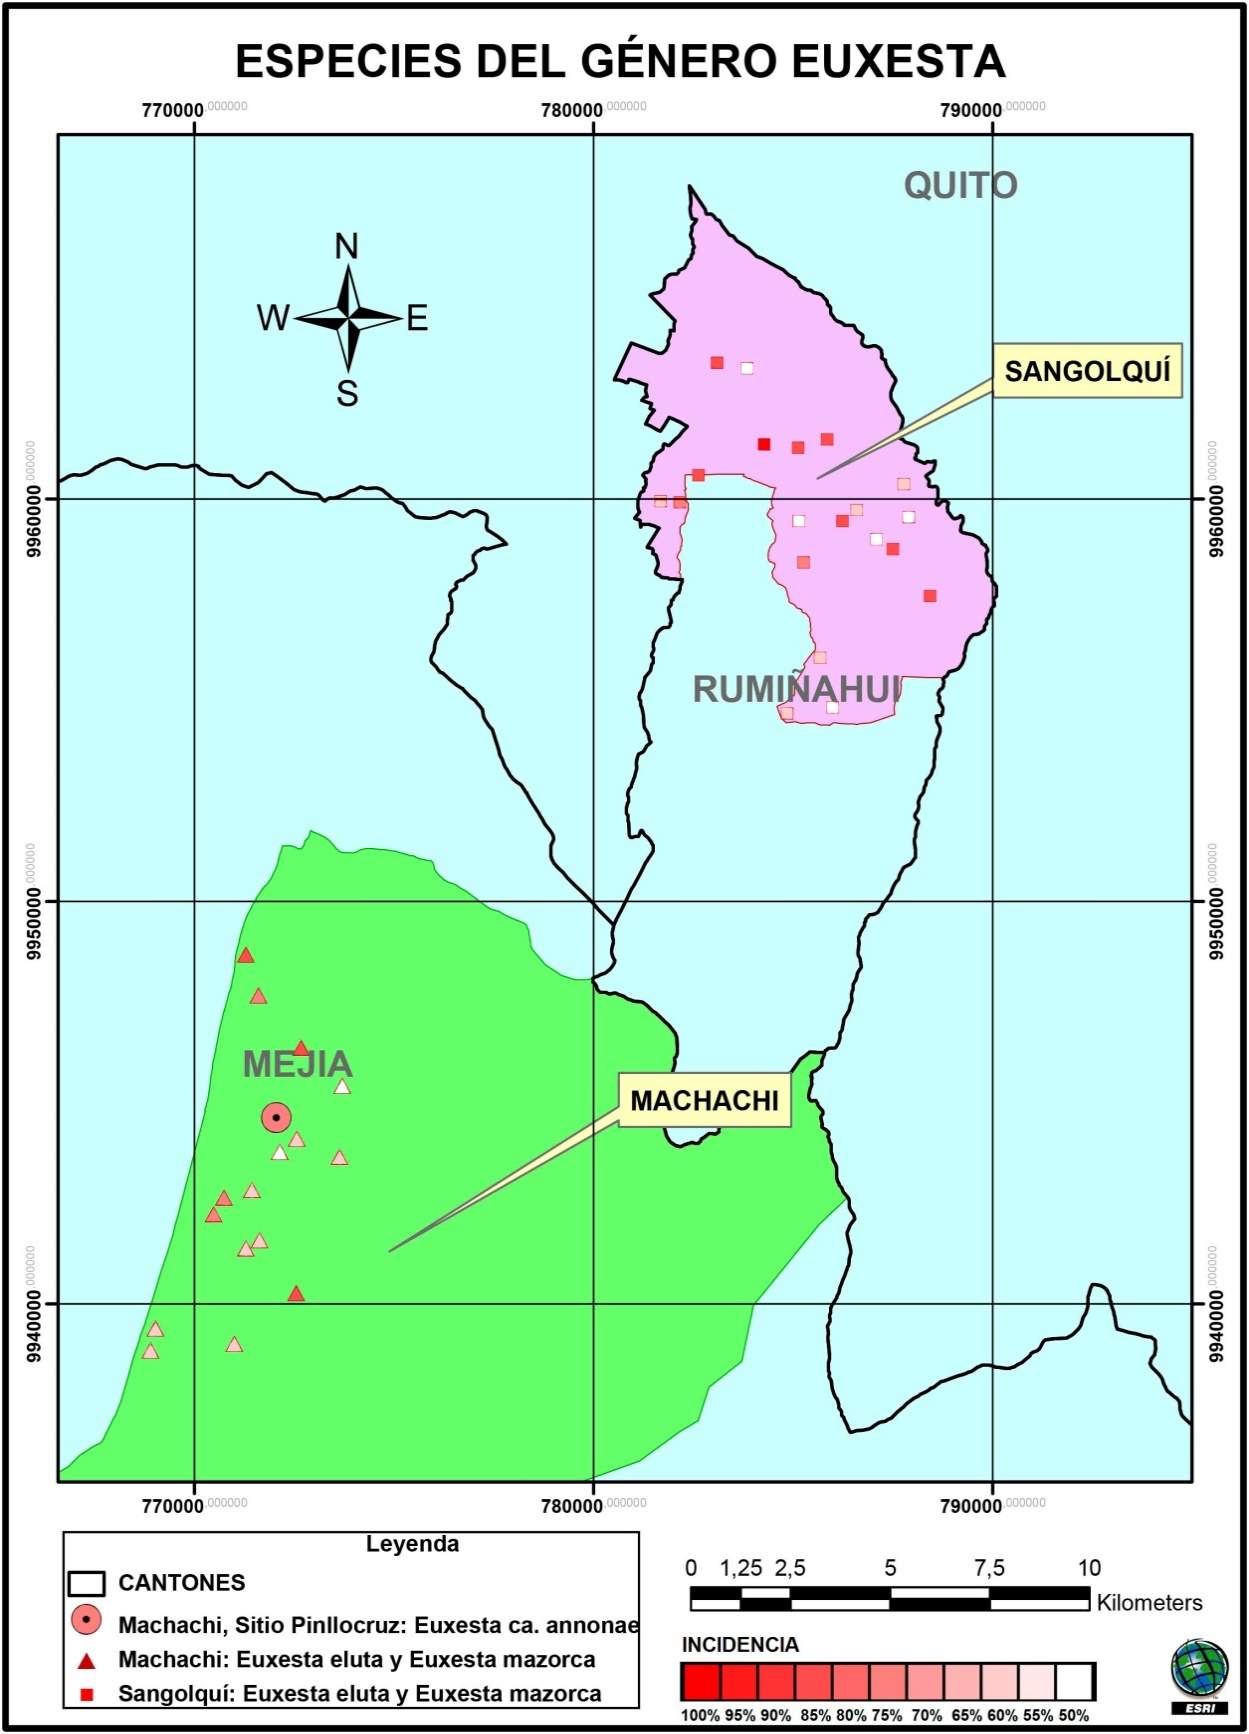 ESPECIES DEL GÉNERO EUXESTA
770000,000000
780000,000000
790000,000000
QUITO
N
W
E
S
SANGOLQUÍ
9960000,000000
9960000,000000
RUMIÑAHUI
9950000,000000
9950000,000000
MEJIA
MACHACHI
9940000,000000
9940000,000000
770000,000000
780000,000000
790000,000000
Leyenda
CANTONES
Machachi, Sitio Pinllocruz: Euxesta ca. annonae
Machachi: Euxesta eluta y Euxesta mazorca
Sangolquí: Euxesta eluta y Euxesta mazorca
0 1,25 2,5 5 7,5 10
Kilometers
INCIDENCIA
100% 95% 90% 85% 80% 75% 70% 65% 60% 55% 50%
ESRI